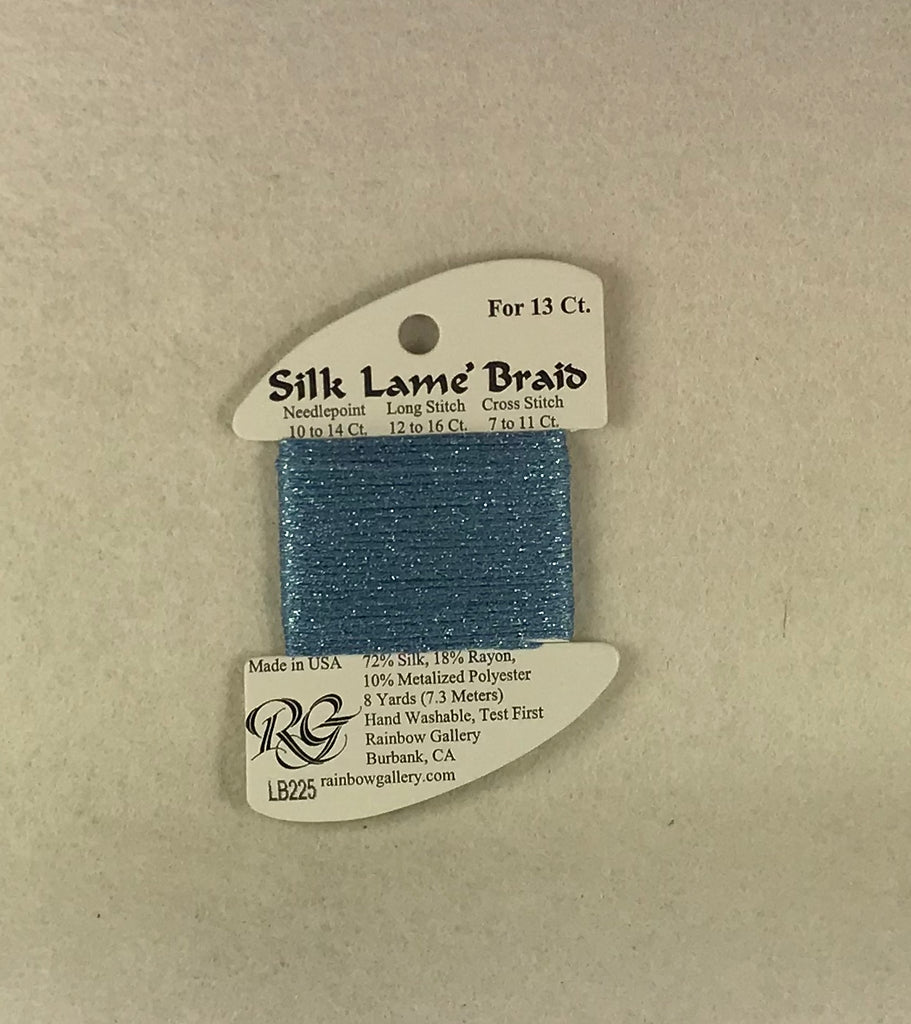 For 13 Ct.
Silk Lame' Braid
Needlepoint Long Stitch Cross Stitch
10 to 14 Ct. 12 to 16 Ct. 7 to 11 Ct.
Made in USA 72% Silk, 18% Rayon,
10% Metalized Polyester
8 Yards (7.3 Meters)
Hand Washable, Test First
RG Rainbow Gallery
Burbank, CA
LB225 rainbowgallery.com